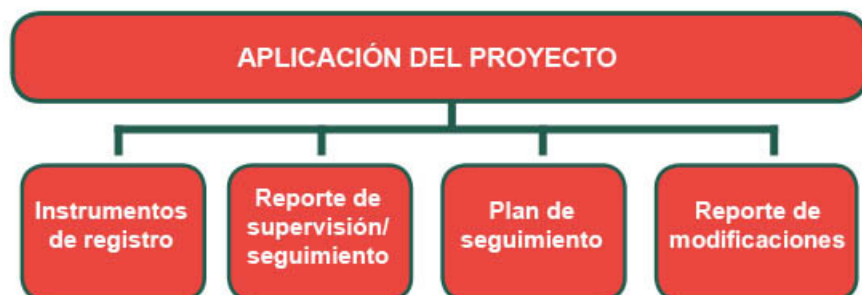 APLICACIÓN DEL PROYECTO
Instrumentos
de registro
Reporte de
supervisión/
seguimiento
Plan de
seguimiento
Reporte de
modificaciones